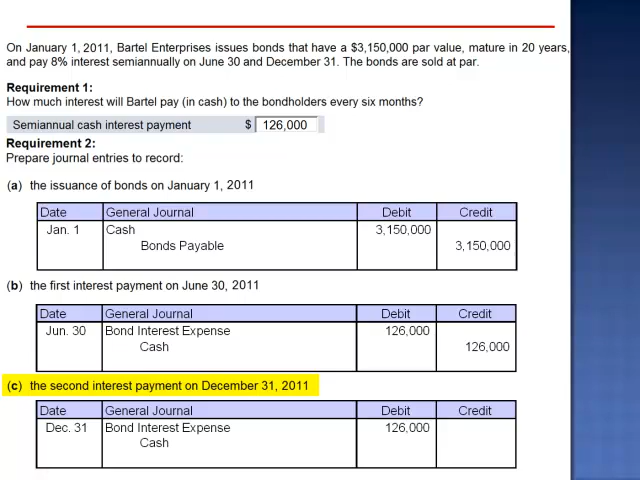 On January 1, 2011, Bartel Enterprises issues bonds that have a $3,150,000 par value, mature in 20 years,
and pay 8% interest semiannually on June 30 and December 31. The bonds are sold at par.
Requirement 1:
How much interest will Bartel pay (in cash) to the bondholders every six months?
Semiannual cash interest payment $ 126,000
Requirement 2:
Prepare journal entries to record:
(a) the issuance of bonds on January 1, 2011
Date General Journal Debit Credit
Jan. 1 Cash 3,150,000
Bonds Payable 3,150,000
(b) the first interest payment on June 30, 2011
Date General Journal Debit Credit
Jun. 30 Bond Interest Expense 126,000
Cash 126,000
(c) the second interest payment on December 31, 2011
Date General Journal Debit Credit
Dec. 31 Bond Interest Expense 126,000
Cash